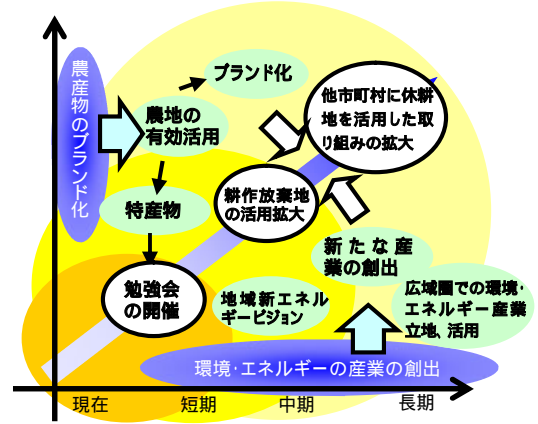 農産物のブランド化
ブランド化
農地の
有効活用
他市町村に休耕
地を活用した取
り組みの拡大
特産物
耕作放棄地
の活用拡大
新たな産
業の創出
勉強会
の開催
地域新エネル
ギービジョン
広域圏での環境・
エネルギー産業
立地、活用
環境・エネルギーの産業の創出
現在
短期
中期
長期